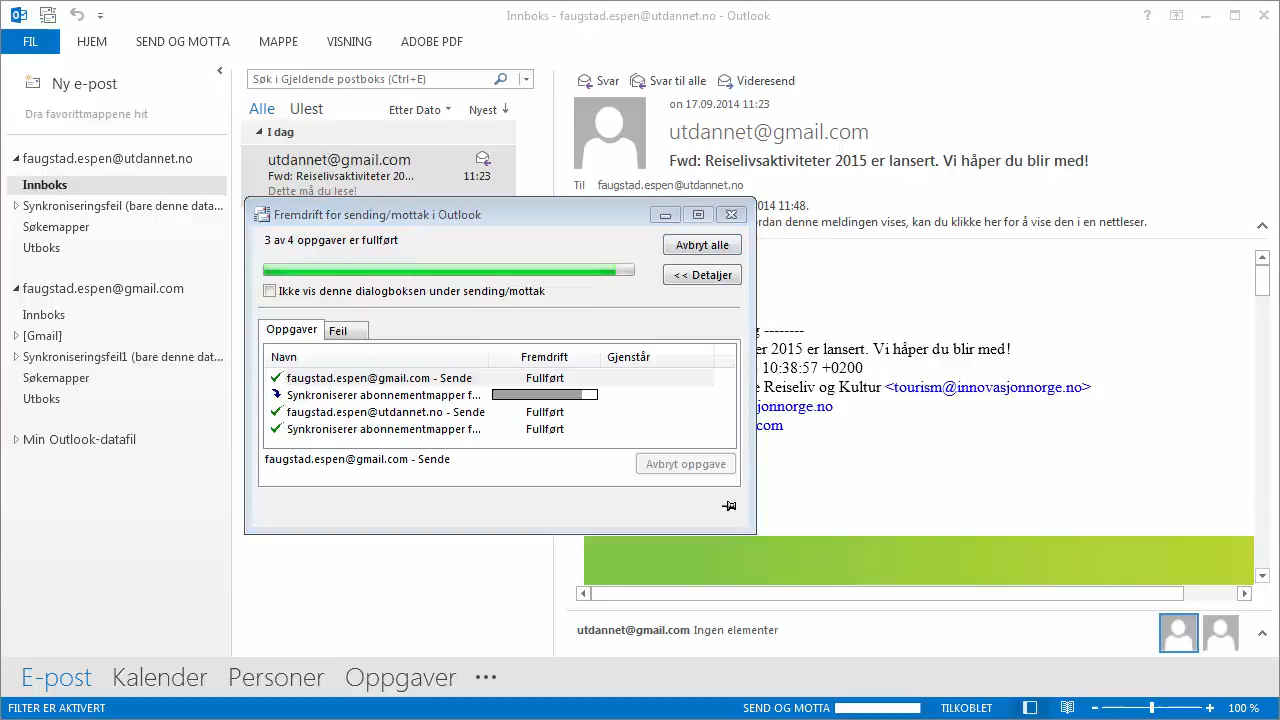 Innboks - faugstad.espen@utdannet.no - Outlook
?
FIL HJEM SEND OG MOTTA MAPPE VISNING ADOBE PDF
Ny e-post
Dra favorittmappene hit
faugstad.espen@utdannet.no
Innboks
Synkroniseringsfeil (bare denne data...
Søkemapper
Utboks
faugstad.espen@gmail.com
Innboks
[Gmail]
Synkroniseringsfeil1 (bare denne dat...
Søkemapper
Utboks
Min Outlook-datafil
Søk i Gjeldende postboks (Ctrl+E)
Alle Ulest Etter Dato Nyest
I dag
utdannet@gmail.com
Fwd: Reiselivsaktiviteter 20... 11:23
Dette må du lese!
Svar Svar til alle Videresend
on 17.09.2014 11:23
utdannet@gmail.com
Fwd: Reiselivsaktiviteter 2015 er lansert. Vi håper du blir med!
Til faugstad.espen@utdannet.no
014 11:48.
ordan denne meldingen vises, kan du klikke her for å vise den i en nettleser.
g --------
er 2015 er lansert. Vi håper du blir med!
10:38:57 +0200
e Reiseliv og Kultur <tourism@innovasjonnorge.no>
jonnorge.no
com
Fremdrift for sending/mottak i Outlook
3 av 4 oppgaver er fullført
Avbryt alle
<< Detaljer
Ikke vis denne dialogboksen under sending/mottak
Oppgaver Feil
Navn Fremdrift Gjenstår
faugstad.espen@gmail.com - Sende Fullført
Synkroniserer abonnementmapper f...
faugstad.espen@utdannet.no - Sende Fullført
Synkroniserer abonnementmapper f... Fullført
faugstad.espen@gmail.com - Sende
Avbryt oppgave
utdannet@gmail.com Ingen elementer
E-post Kalender Personer Oppgaver •••
FILTER ER AKTIVERT SEND OG MOTTA TILKOBLET 100 %